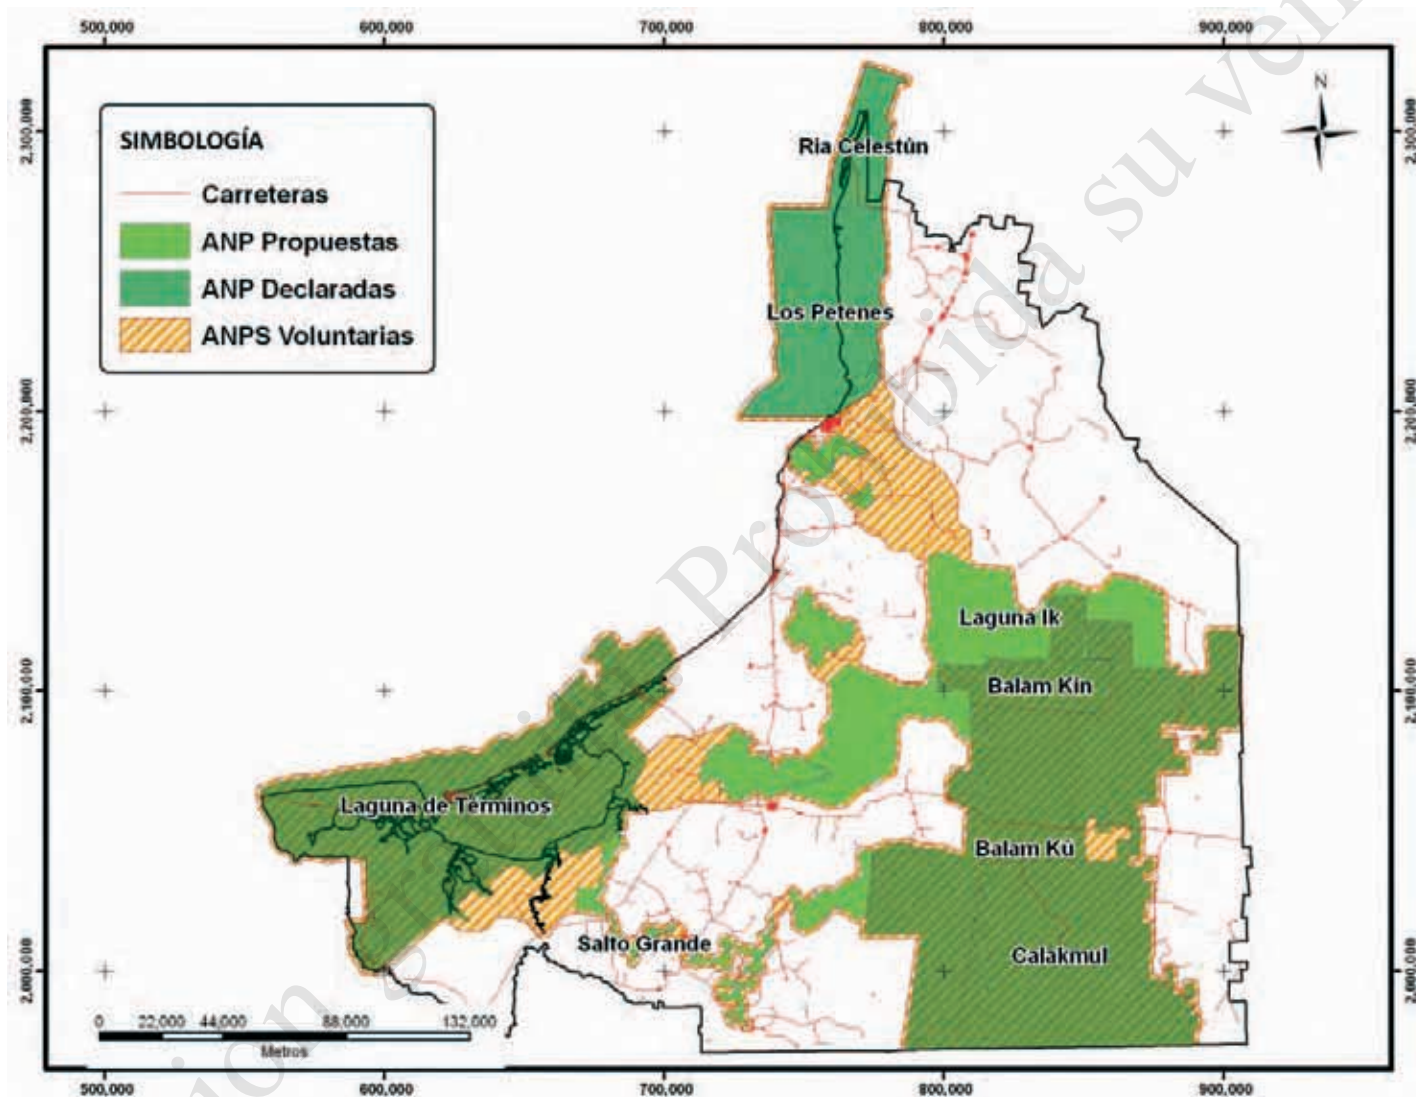 500,000 600,000 700,000 800,000 900,000
2,300,000 2,300,000
SIMBOLOGÍA
Carreteras
ANP Propuestas
ANP Declaradas
ANPS Voluntarias
N
Ria Celestún
Los Petenes
2,200,000 2,200,000
Laguna Ik
Balam Kin
2,100,000 2,100,000
Laguna de Términos
Balam Kú
Salto Grande
Calakmul
2,000,000 2,000,000
0 22,000 44,000 88,000 132,000
Metros
500,000 600,000 700,000 800,000 900,000